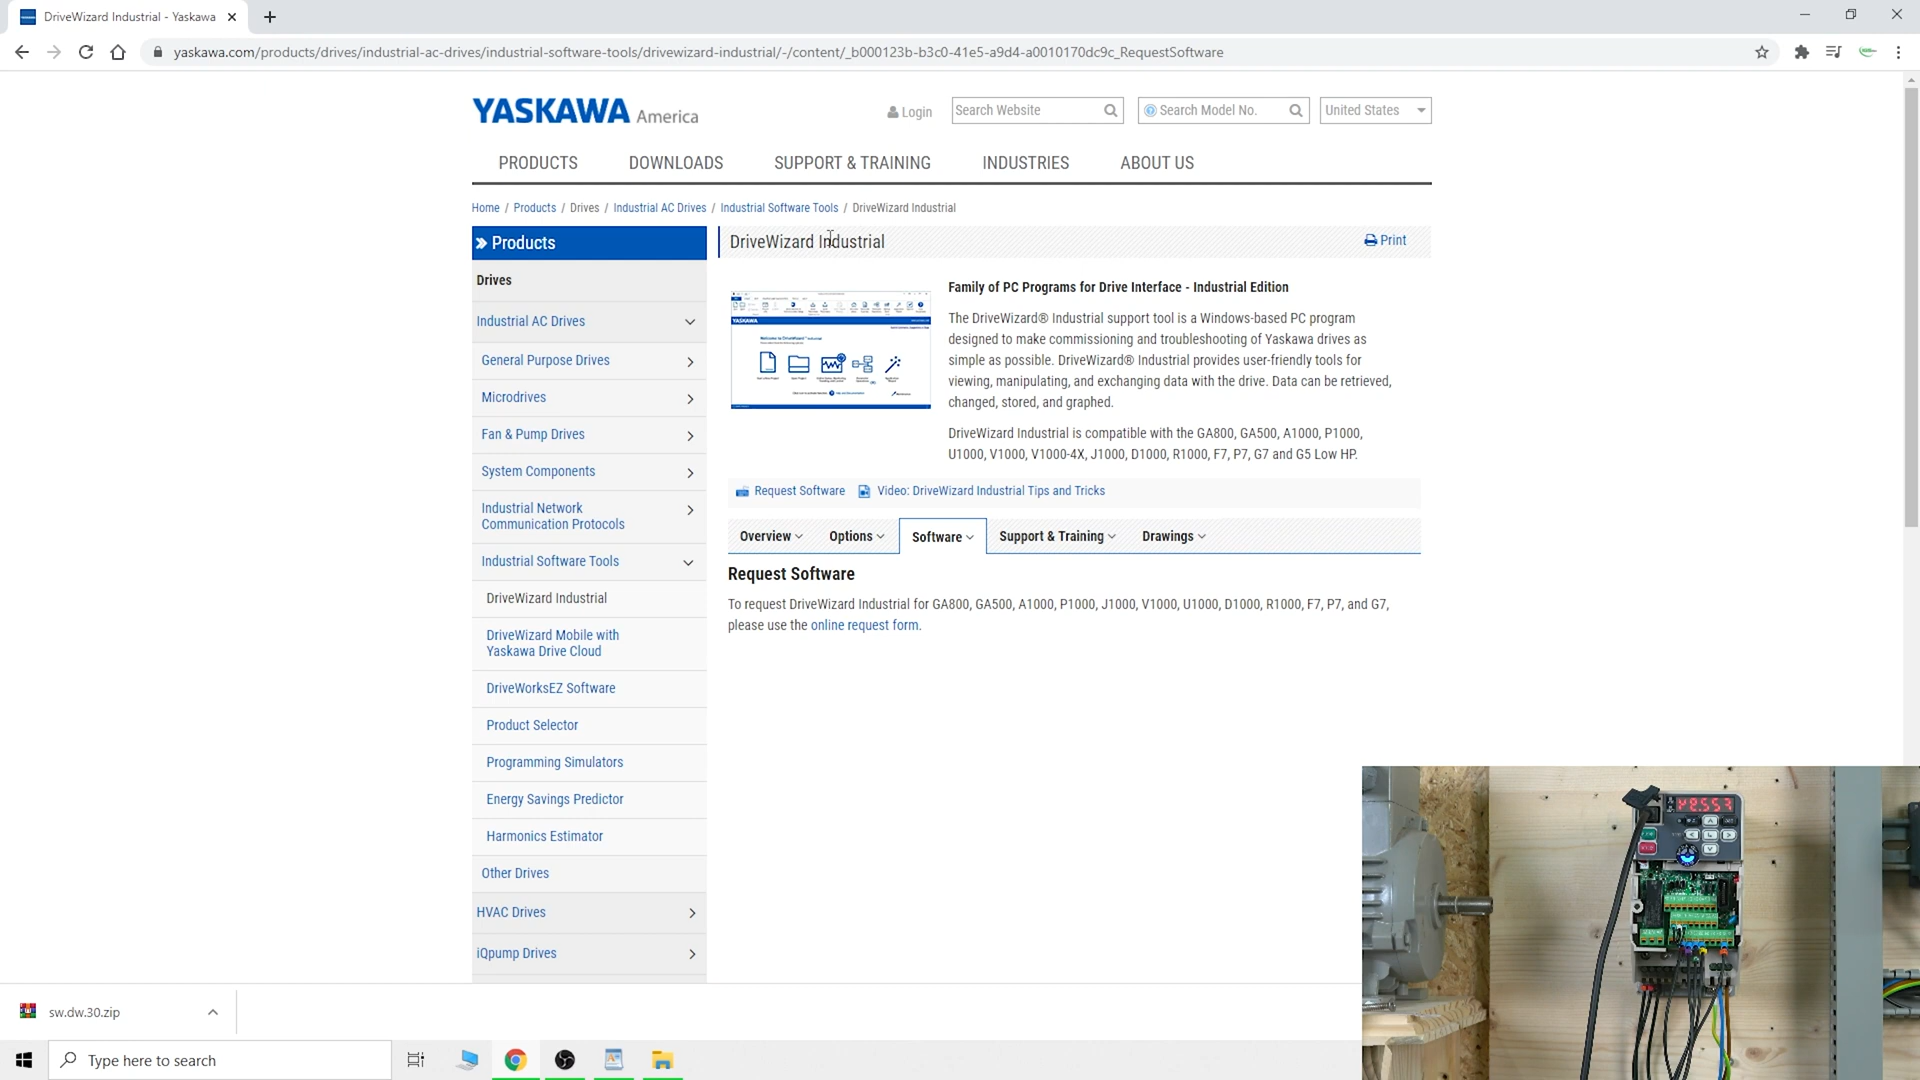 DriveWizard Industrial - Yaskawa
yaskawa.com/products/drives/industrial-ac-drives/industrial-software-tools/drivewizard-industrial/-/content/_b000123b-b3c0-41e5-a9d4-a0010170dc9c_RequestSoftware
YASKAWA America
Login
Search Website
Search Model No.
United States
PRODUCTS
DOWNLOADS
SUPPORT & TRAINING
INDUSTRIES
ABOUT US
Home / Products / Drives / Industrial AC Drives / Industrial Software Tools / DriveWizard Industrial
Products
Drives
Industrial AC Drives
General Purpose Drives
Microdrives
Fan & Pump Drives
System Components
Industrial Network
Communication Protocols
Industrial Software Tools
DriveWizard Industrial
DriveWizard Mobile with
Yaskawa Drive Cloud
DriveWorksEZ Software
Product Selector
Programming Simulators
Energy Savings Predictor
Harmonics Estimator
Other Drives
HVAC Drives
iQpump Drives
DriveWizard Industrial
Print
YASKAWA
Family of PC Programs for Drive Interface - Industrial Edition
The DriveWizard® Industrial support tool is a Windows-based PC program
designed to make commissioning and troubleshooting of Yaskawa drives as
simple as possible. DriveWizard® Industrial provides user-friendly tools for
viewing, manipulating, and exchanging data with the drive. Data can be retrieved,
changed, stored, and graphed.
DriveWizard Industrial is compatible with the GA800, GA500, A1000, P1000,
U1000, V1000, V1000-4X, J1000, D1000, R1000, F7, P7, G7 and G5 Low HP.
Request Software
Video: DriveWizard Industrial Tips and Tricks
Overview
Options
Software
Support & Training
Drawings
Request Software
To request DriveWizard Industrial for GA800, GA500, A1000, P1000, J1000, V1000, U1000, D1000, R1000, F7, P7, and G7,
please use the online request form.
sw.dw.30.zip
Type here to search